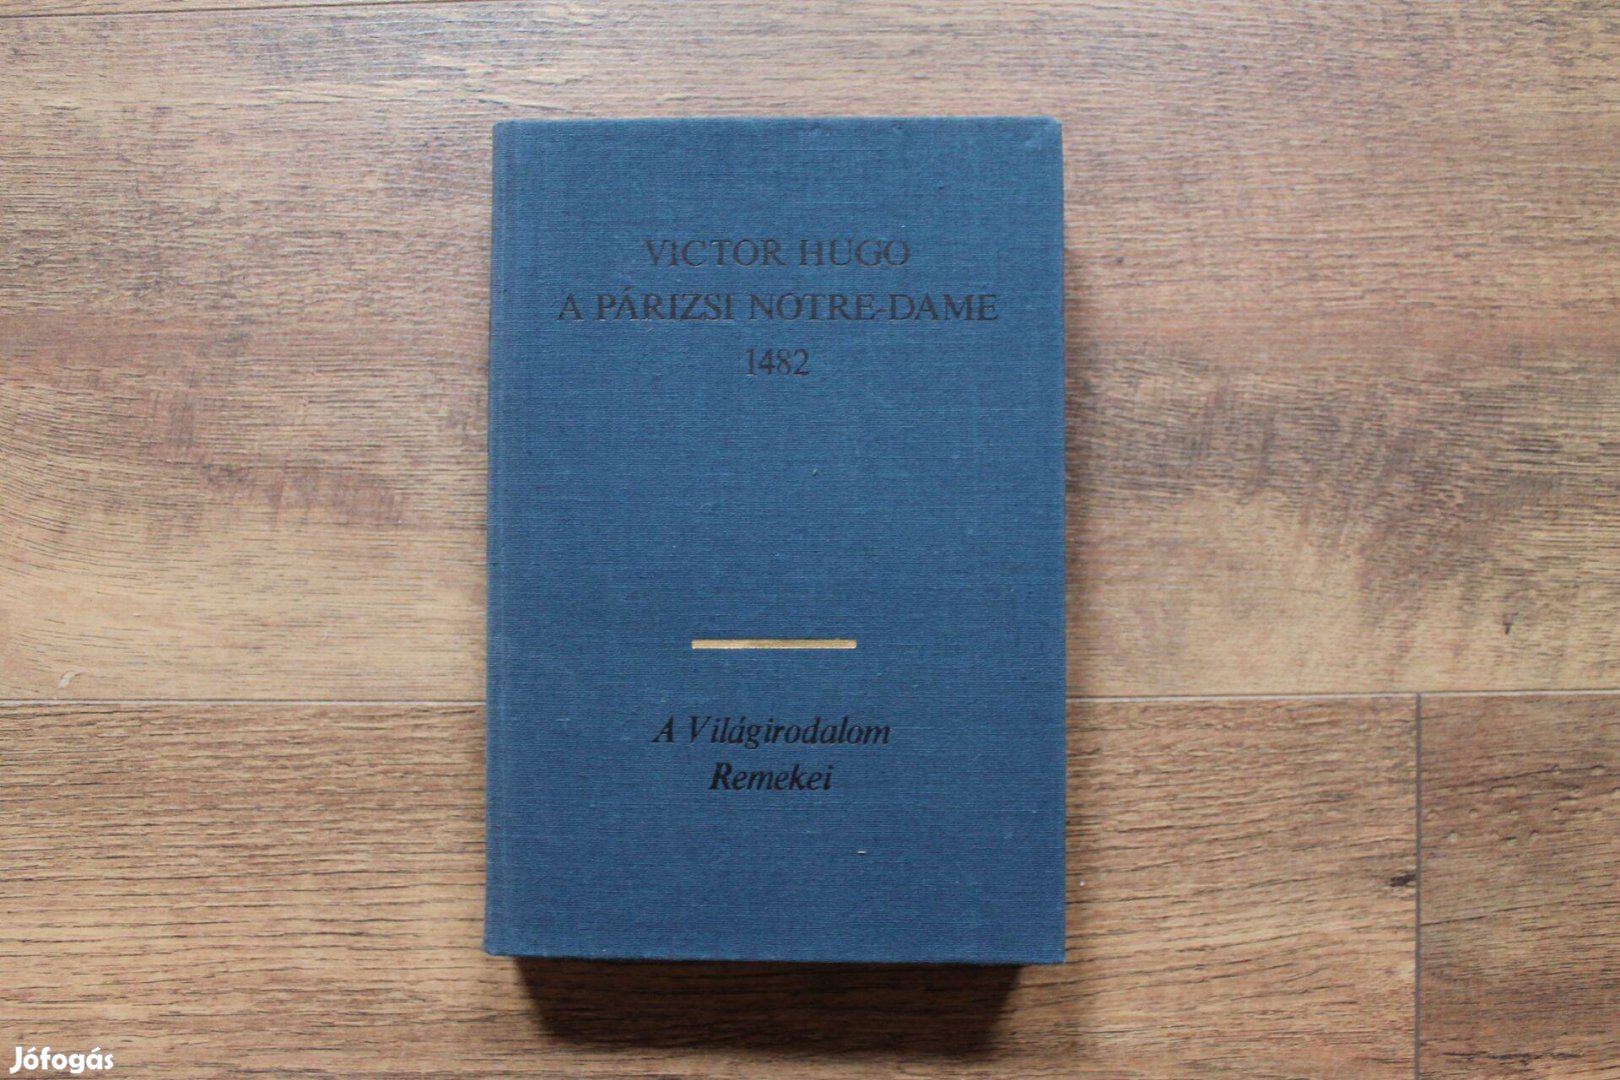 VICTOR HUGO
A PÁRIZSI NOTRE-DAME
1482
A Világirodalom
Remekei
Jófogás